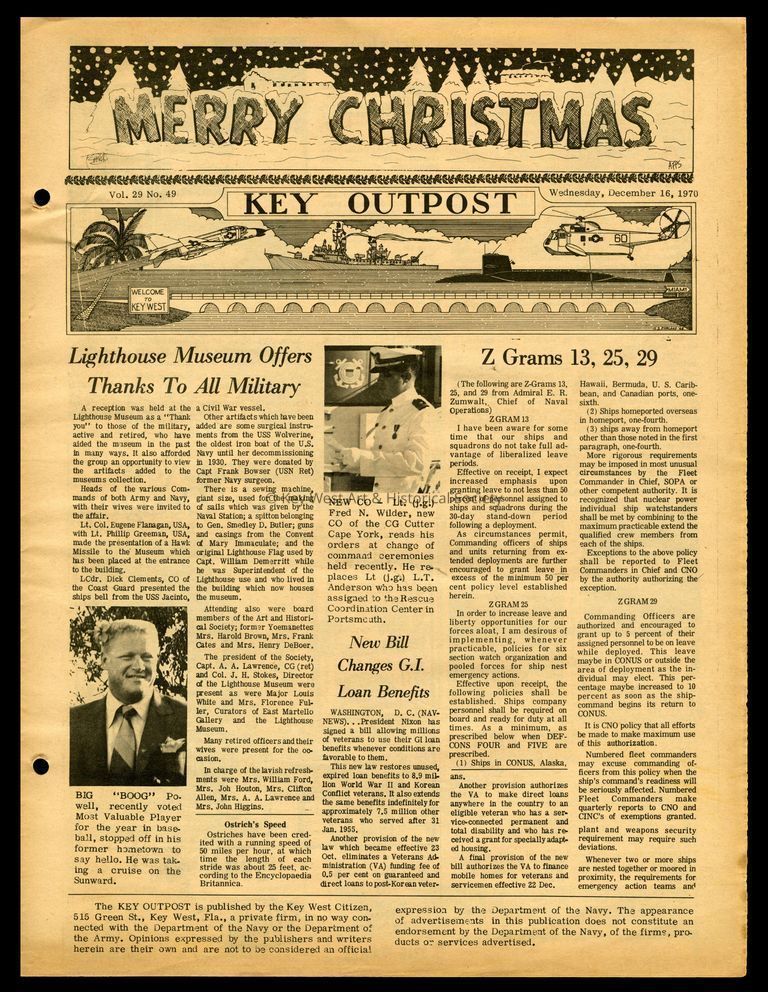 MERRY CHRISTMAS
Vol. 29 No. 49
KEY OUTPOST
Wednesday, December 16, 1970
60
WELCOME
TO
KEY WEST
MIAMI
Lighthouse Museum Offers
Thanks To All Military
A reception was held at the
Lighthouse Museum as a "Thank
you" to those of the military,
active and retired, who have
aided the museum in the past
in many ways. It also afforded
the group an opportunity to view
the artifacts added to the
museums collection.
Heads of the various Com-
mands of both Army and Navy,
with their wives were invited to
the affair.
Lt. Col. Eugene Flanagan, USA,
with Lt. Phillip Greeman, USA,
made the presentation of a Hawk
Missile to the Museum which
has been placed at the entrance
to the building.
LCdr. Dick Clements, CO of
the Coast Guard presented the
ships bell from the USS Jacinto,
a Civil War vessel.
Other artifacts which have been
added are some surgical instru-
ments from the USS Wolverine,
the oldest iron boat of the U.S.
Navy until her decommissioning
in 1930. They were donated by
Capt Frank Bowser (USN Ret)
former Navy surgeon.
There is a sewing machine,
giant size, used for the making
of sails which was given by the
Naval Station; a spitton belonging
to Gen. Smedley D. Butler; guns
and casings from the Convent
of Mary Immaculate; and the
original Lighthouse Flag used by
Capt. William Demerritt while
he was Superintendent of the
Lighthouse use and who lived in
the building which now houses
the museum.
Attending also were board
members of the Art and Histori-
cal Society; former Yoemanettes
Mrs. Harold Brown, Mrs. Frank
Cates and Mrs. Henry DeBoer.
The president of the Society,
Capt. A. A. Lawrence, CG (ret)
and Col. J. H. Stokes, Director
of the Lighthouse Museum were
present as were Major Louis
White and Mrs. Florence Ful-
ler, Curators of East Martello
Gallery and the Lighthouse
Museum.
Many retired officers and their
wives were present for the oc-
casion.
In charge of the lavish refresh-
ments were Mrs. William Ford,
Mrs. Joh Houton, Mrs. Clifton
Allen, Mrs. A. A. Lawrence and
Mrs. John Higgins.
Ostrich's Speed
Ostriches have been cred-
ited with a running speed of
50 miles per hour, at which
time the length of each
stride was about 25 feet, ac-
cording to the Encyclopaedia
Britannica.
BIG "BOOG" Po-
well, recently voted
Most Valuable Player
for the year in base-
ball, stopped off in his
former hometown to
say hello. He was tak-
ing a cruise on the
Sunward.
© Key West Art & Historical Society
New CO - Lt. (j.g.)
Fred N. Wilder, new
CO of the CG Cutter
Cape York, reads his
orders at change of
command ceremonies
held recently. He re-
places Lt (j.g.) L.T.
Anderson who has been
assigned to the Rescue
Coordination Center in
Portsmouth.
New Bill
Changes G.I.
Loan Benefits
WASHINGTON, D. C. (NAV-
NEWS)...President Nixon has
signed a bill allowing millions
of veterans to use their GI loan
benefits whenever conditions are
favorable to them.
This new law restores unused,
expired loan benefits to 8,9 mil-
lion World War II and Korean
Conflict veterans. It also extends
the same benefits indefinitely for
approximately 7,5 million other
veterans who served after 31
Jan. 1955.
Another provision of the new
law which became effective 23
Oct. eliminates a Veterans Ad-
ministration (VA) funding fee of
0.5 per cent on guaranteed and
direct loans to post-Korean veter-
Z Grams 13, 25, 29
(The following are Z-Grams 13,
25, and 29 from Admiral E. R.
Zumwalt, Chief of Naval
Operations)
Z GRAM 13
I have been aware for some
time that our ships and
squadrons do not take full ad-
vantage of liberalized leave
periods.
Effective on receipt, I expect
increased emphasis upon
granting leave to not less than 50
percent of personnel assigned to
ships and squadrons during the
30-day stand-down period
following a deployment.
As circumstances permit,
Commanding officers of ships
and units returning from ex-
tended deployments are further
encouraged to grant leave in
excess of the minimum 50 per
cent policy level established
herein.
Z GRAM 25
In order to increase leave and
liberty opportunities for our
forces aloat, I am desirous of
implementing, whenever
practicable, policies for six
section watch organization and
pooled forces for ship nest
emergency actions.
Effective upon receipt, the
following policies shall be
established. Ships company
personnel shall be required on
board and ready for duty at all
times. As a minimum, as
prescribed below when DEF-
CONS FOUR and FIVE are
prescribed.
(1) Ships in CONUS, Alaska,
ans.
Another provision authorizes
the VA to make direct loans
anywhere in the country to an
eligible veteran who has a ser-
vice-connected permanent and
total disability and who has re-
ceived a grant for specially adapt-
ed housing.
A final provision of the new
bill authorizes the VA to finance
mobile homes for veterans and
servicemen effective 22 Dec.
Hawaii, Bermuda, U. S. Carib-
bean, and Canadian ports, one-
sixth.
(2) Ships homeported overseas
in homeport, one-fourth.
(3) ships away from homeport
other than those noted in the first
paragraph, one-fourth.
More rigorous requirements
may be imposed in most unusual
circumstances by the Fleet
Commander in Chief, SOPA or
other competent authority. It is
recognized that nuclear power
individual ship watchstanders
shall be met by combining to the
maximum practicable extend the
qualified crew members from
each of the ships.
Exceptions to the above policy
shall be reported to Fleet
Commanders in Chief and CNO
by the authority authorizing the
exception.
Z GRAM 29
Commanding Officers are
authorized and encouraged to
grant up to 5 percent of their
assigned personnel to be on leave
while deployed. This leave
maybe in CONUS or outside the
area of deployment as the in-
dividual may elect. This per-
centage maybe increased to 10
percent as soon as the ship-
command begins its return to
CONUS.
It is CNO policy that all efforts
be to make maximum use
of this authorization.
Numbered fleet commanders
may excuse commanding of-
ficers from this policy when the
ship's command's readiness will
be seriously affected. Numbered
Fleet Commanders make
quarterly reports to CNO and
CINC's of exemptions granted.
plant and weapons security
requirement may require such
deviations.
Whenever two or more ships
are nested together or moored in
proximity, the requirements for
emergency action teams and
The KEY OUTPOST is published by the Key West Citizen,
515 Green St., Key West, Fla., a private firm, in no way con-
nected with the Department of the Navy or the Department of
the Army. Opinions expressed by the publishers and writers
herein are their own and are not to be considered an official
expression by the Department of the Navy. The appearance
of advertisements in this publication does not constitute an
endorsement by the Department of the Navy, of the firms, pro-
ducts or services advertised.